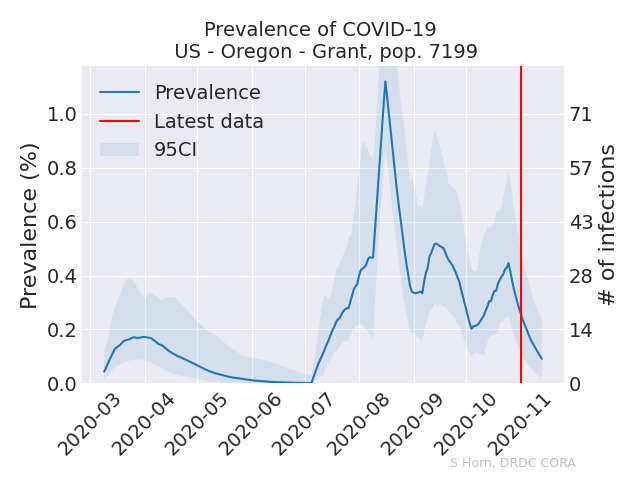 Prevalence of COVID-19
US - Oregon - Grant, pop. 7199
Prevalence
Latest data
95CI
Prevalence (%)
1.0
0.8
0.6
0.4
0.2
0.0
71
57
43
28
14
0
# of infections
2020-03
2020-04
2020-05
2020-06
2020-07
2020-08
2020-09
2020-10
2020-11
S Horn, DRDC CORA